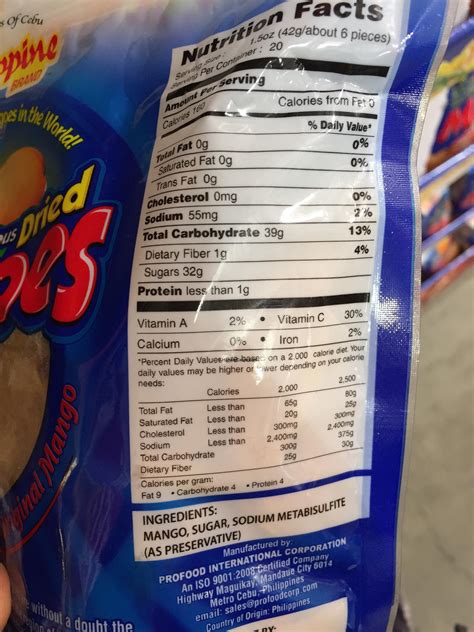 s Of Cebu
ppine
BRAND
oes in the World!
us Dried
oes
ginal Mango
without a doubt the
Nutrition Facts
Serving Size: 1.5oz (42g/about 6 pieces)
Serving Per Container: 20
Amount Per Serving
Calories 160 Calories from Fat 0
% Daily Value*
Total Fat 0g 0%
Saturated Fat 0g 0%
Trans Fat 0g
Cholesterol 0mg 0%
Sodium 55mg 2%
Total Carbohydrate 39g 13%
Dietary Fiber 1g 4%
Sugars 32g
Protein less than 1g
Vitamin A 2% • Vitamin C 30%
Calcium 0% • Iron 2%
*Percent Daily Values are based on a 2,000 calorie diet. Your
daily values may be higher or lower depending on your calorie
needs:
Calories 2,000 2,500
Total Fat Less than 65g 80g
Saturated Fat Less than 20g 25g
Cholesterol Less than 300mg 300mg
Sodium Less than 2,400mg 2,400mg
Total Carbohydrate 300g 375g
Dietary Fiber 25g 30g
Calories per gram:
Fat 9 • Carbohydrate 4 • Protein 4
INGREDIENTS:
MANGO, SUGAR, SODIUM METABISULFITE
(AS PRESERVATIVE)
Manufactured by:
PROFOOD INTERNATIONAL CORPORATION
An ISO 9001:2008 Certified Company
Highway Maguikay, Mandaue City 6014
Metro Cebu, Philippines
email: sales@profoodcorp.com
Country of Origin: Philippines
BY: